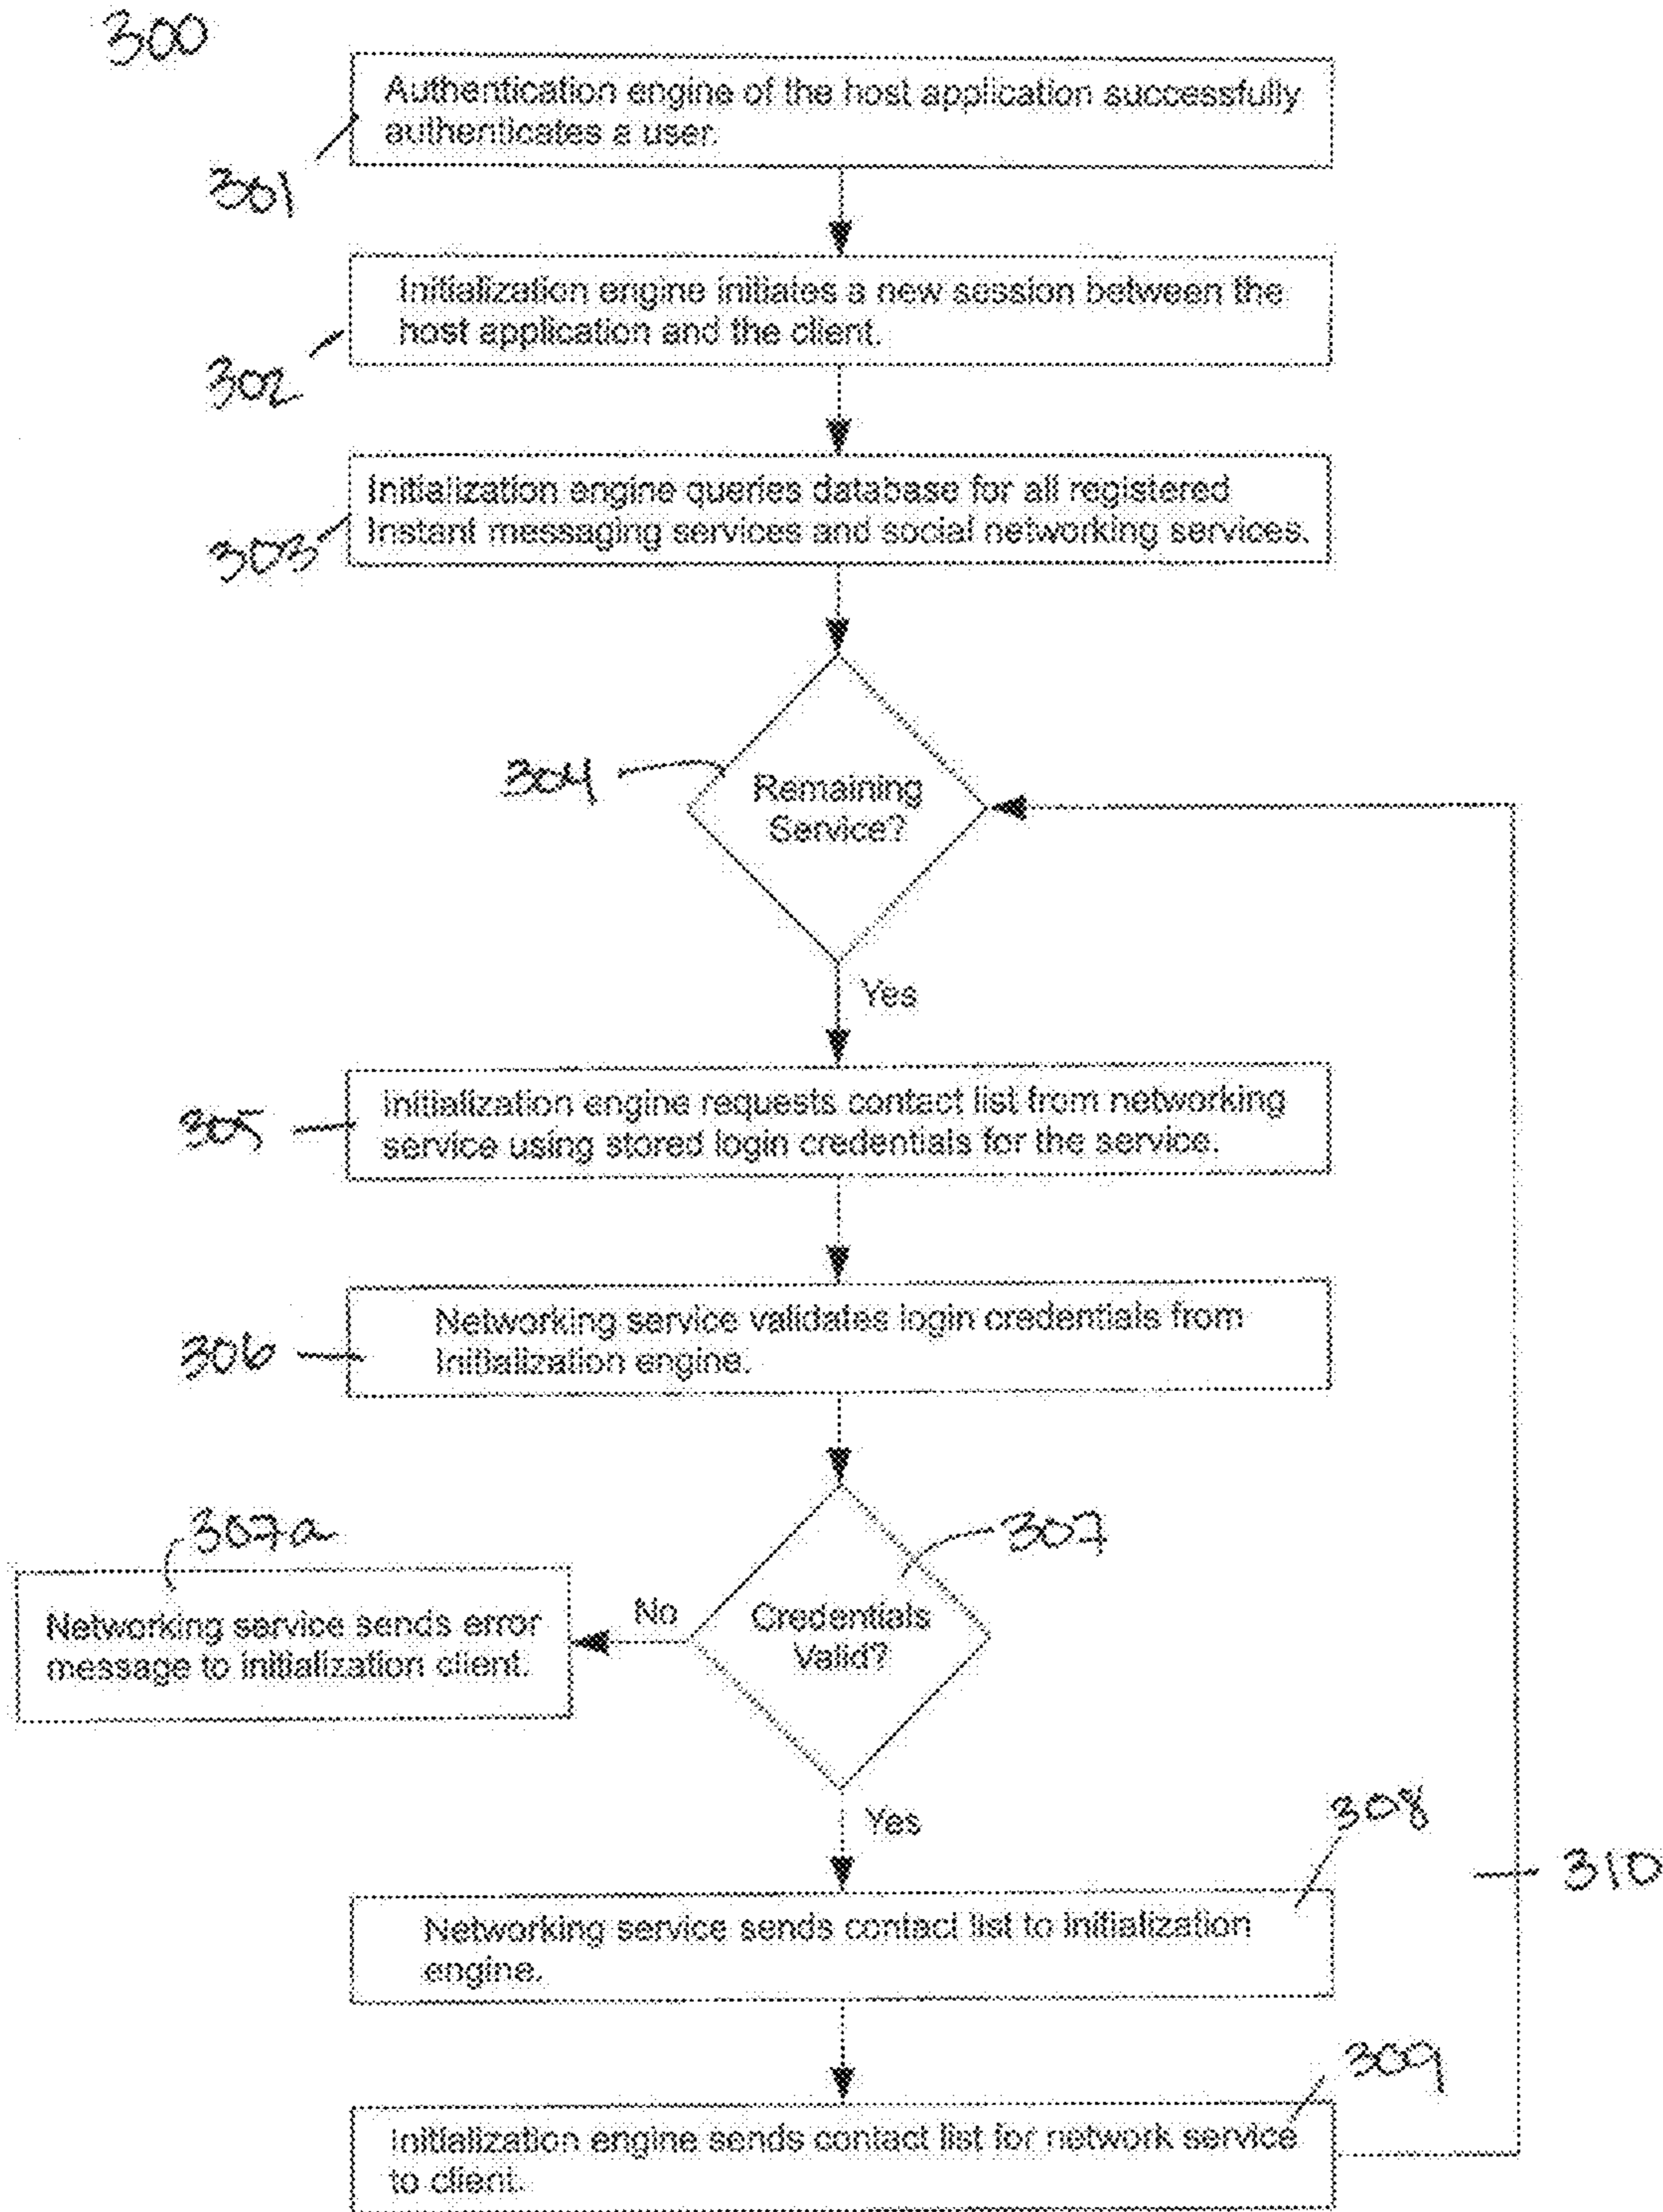 300
Authentication engine of the host application successfully
authenticates a user.
301
Initialization engine initiates a new session between the
host application and the client.
302
Initialization engine queries database for all registered
Instant messaging services and social networking services.
303
304
Remaining
Service?
Yes
305
Initialization engine requests contact list from networking
service using stored login credentials for the service.
306
Networking service validates login credentials from
Initialization engine.
307a
307
Networking service sends error
message to initialization client.
No
Credentials
Valid?
Yes
308
310
Networking service sends contact list to initialization
engine.
309
Initialization engine sends contact list for network service
to client.